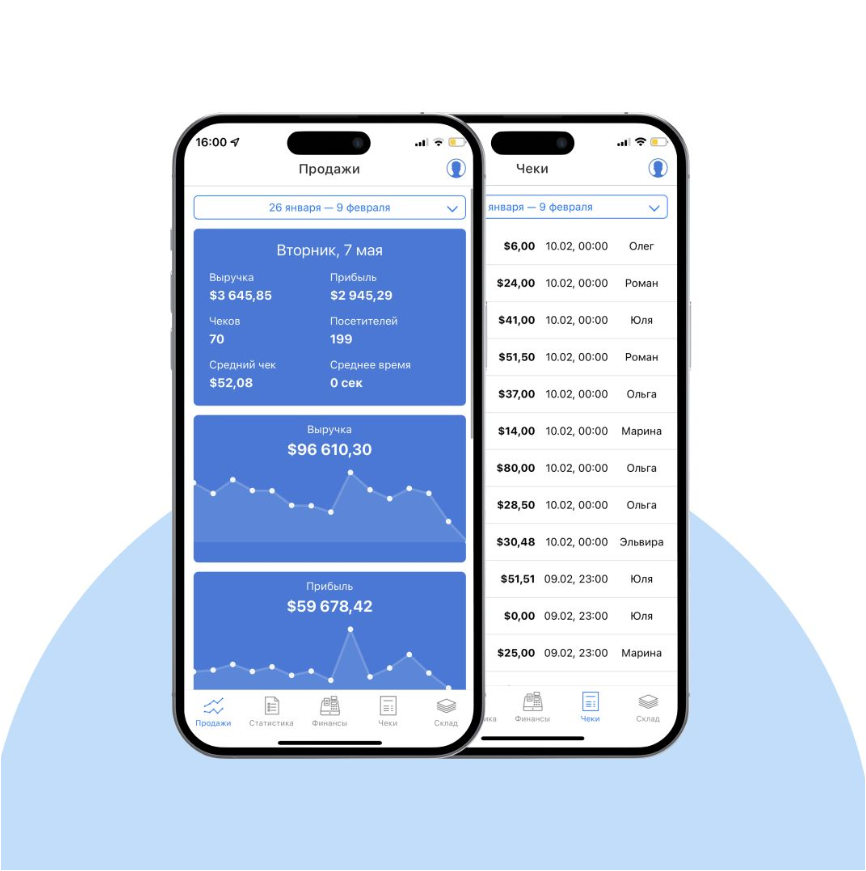 16:00
Продажи
26 января — 9 февраля
Вторник, 7 мая
Выручка Прибыль
$3 645,85 $2 945,29
Чеков Посетителей
70 199
Средний чек Среднее время
$52,08 0 сек
Выручка
$96 610,30
Прибыль
$59 678,42
Продажи Статистика Финансы Чеки Склад
Чеки
января — 9 февраля
$6,00 10.02, 00:00 Олег
$24,00 10.02, 00:00 Роман
$41,00 10.02, 00:00 Юля
$51,50 10.02, 00:00 Роман
$37,00 10.02, 00:00 Ольга
$14,00 10.02, 00:00 Марина
$80,00 10.02, 00:00 Ольга
$28,50 10.02, 00:00 Ольга
$30,48 10.02, 00:00 Эльвира
$51,51 09.02, 23:00 Юля
$0,00 09.02, 23:00 Юля
$25,00 09.02, 23:00 Марина
Финансы Чеки Склад